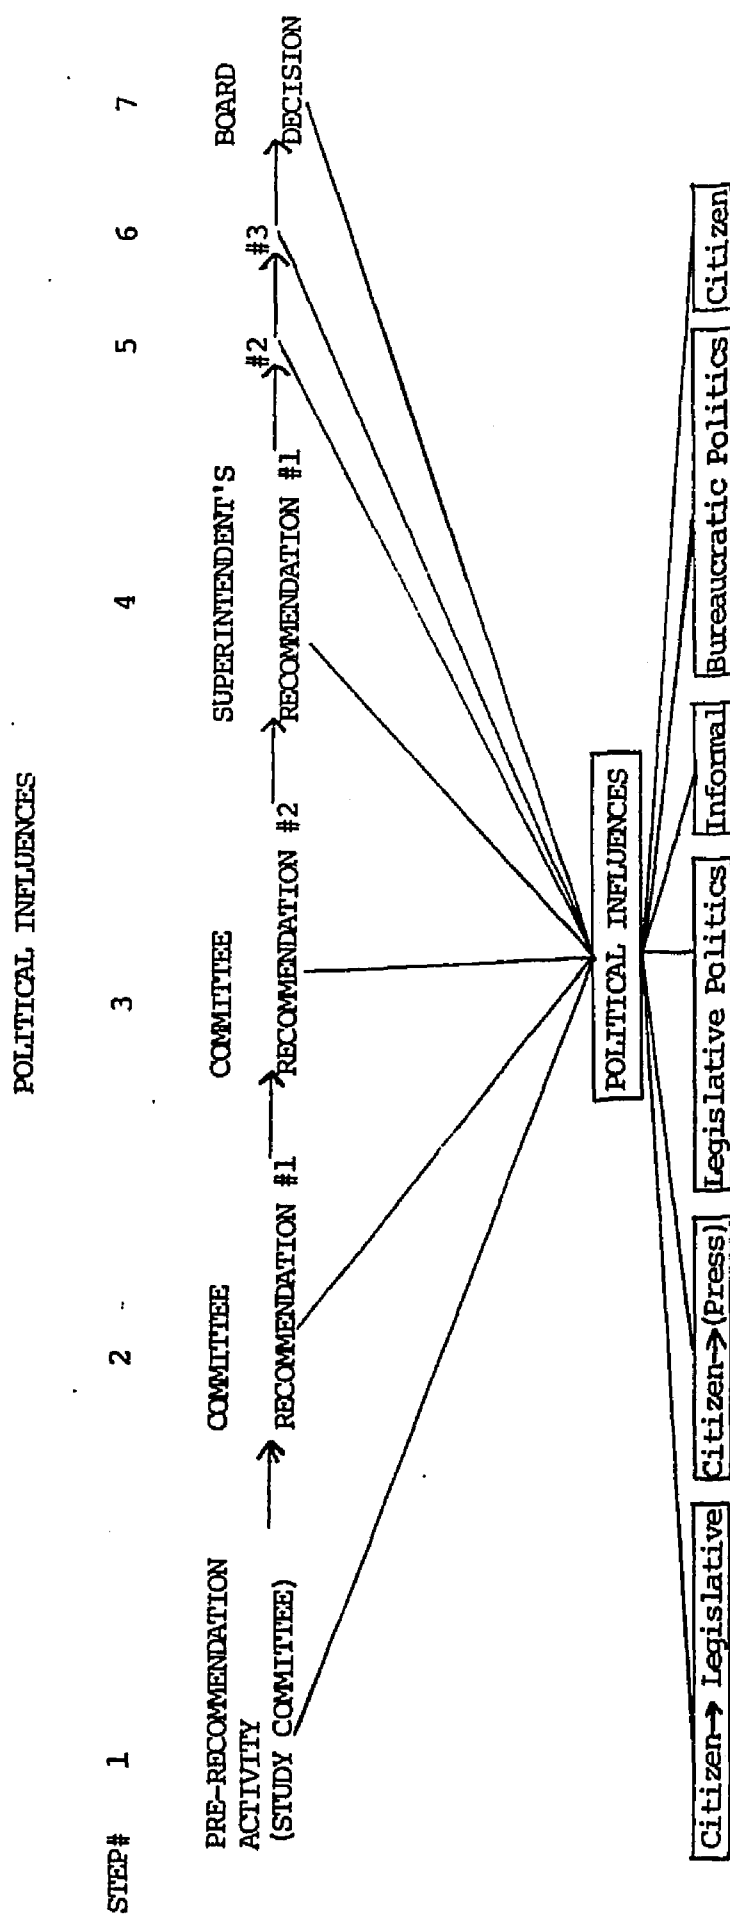 POLITICAL INFLUENCES
STEP# 1 2 3 4 5 6 7
PRE-RECOMMENDATION COMMITTEE COMMITTEE SUPERINTENDENT'S BOARD
ACTIVITY RECOMMENDATION #1 RECOMMENDATION #2 RECOMMENDATION #1 #2 #3 DECISION
(STUDY COMMITTEE)
POLITICAL INFLUENCES
Citizen→ Legislative Citizen→(Press) Legislative Politics Informal Bureaucratic Politics Citizen